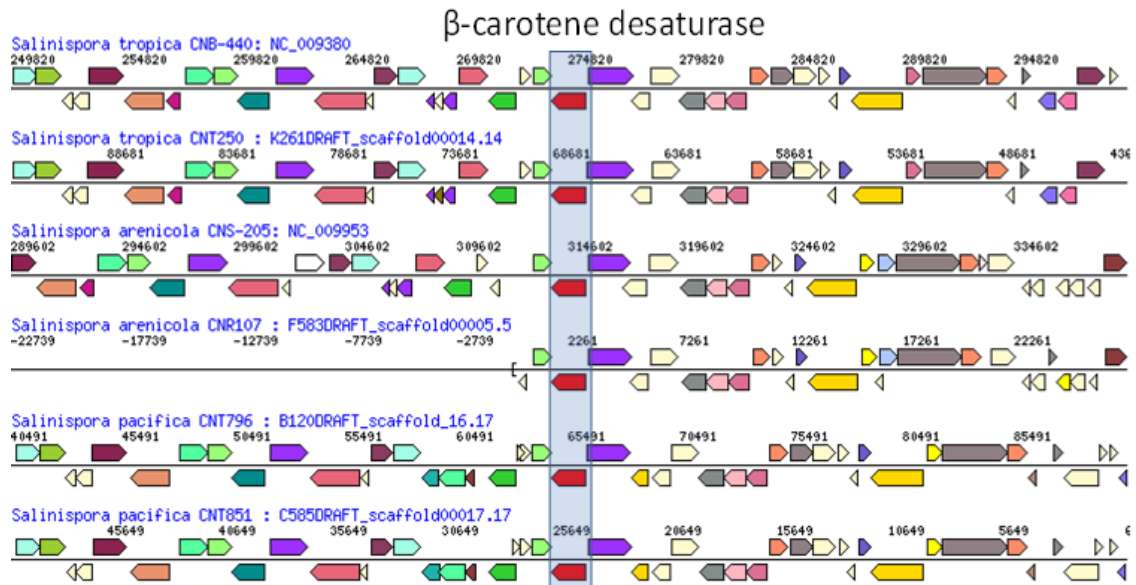 β-carotene desaturase
Salinispora tropica CNB-440: NC_009380
249820 254820 259820 264820 269820 274820 279820 284820 289820 294820
Salinispora tropica CNT250 : K261DRAFT_scaffold00014.14
88681 83681 78681 73681 68681 63681 58681 53681 48681 436
Salinispora arenicola CNS-205: NC_009953
289602 294602 299602 304602 309602 314602 319602 324602 329602 334602
Salinispora arenicola CNR107 : F583DRAFT_scaffold00005.5
-22739 -17739 -12739 -7739 -2739 2261 7261 12261 17261 22261
Salinispora pacifica CNT796 : B120DRAFT_scaffold_16.17
40491 45491 50491 55491 60491 65491 70491 75491 80491 85491
Salinispora pacifica CNT851 : C585DRAFT_scaffold00017.17
45649 40649 35649 30649 25649 20649 15649 10649 5649 6